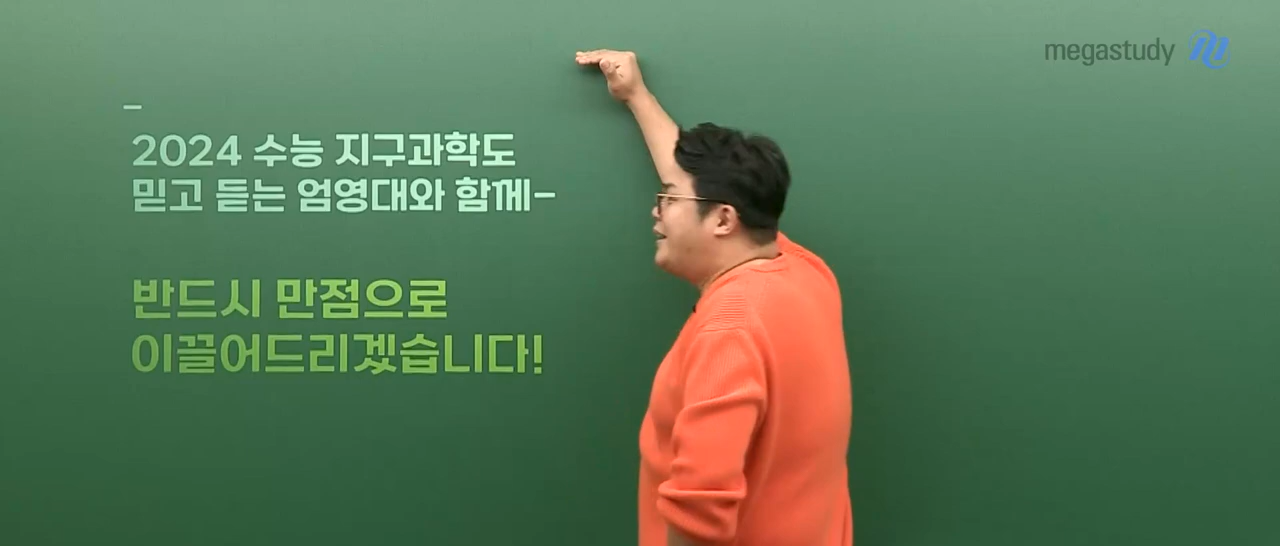 megastudy
2024 수능 지구과학도
믿고 듣는 엄영대와 함께-
반드시 만점으로
이끌어드리겠습니다!